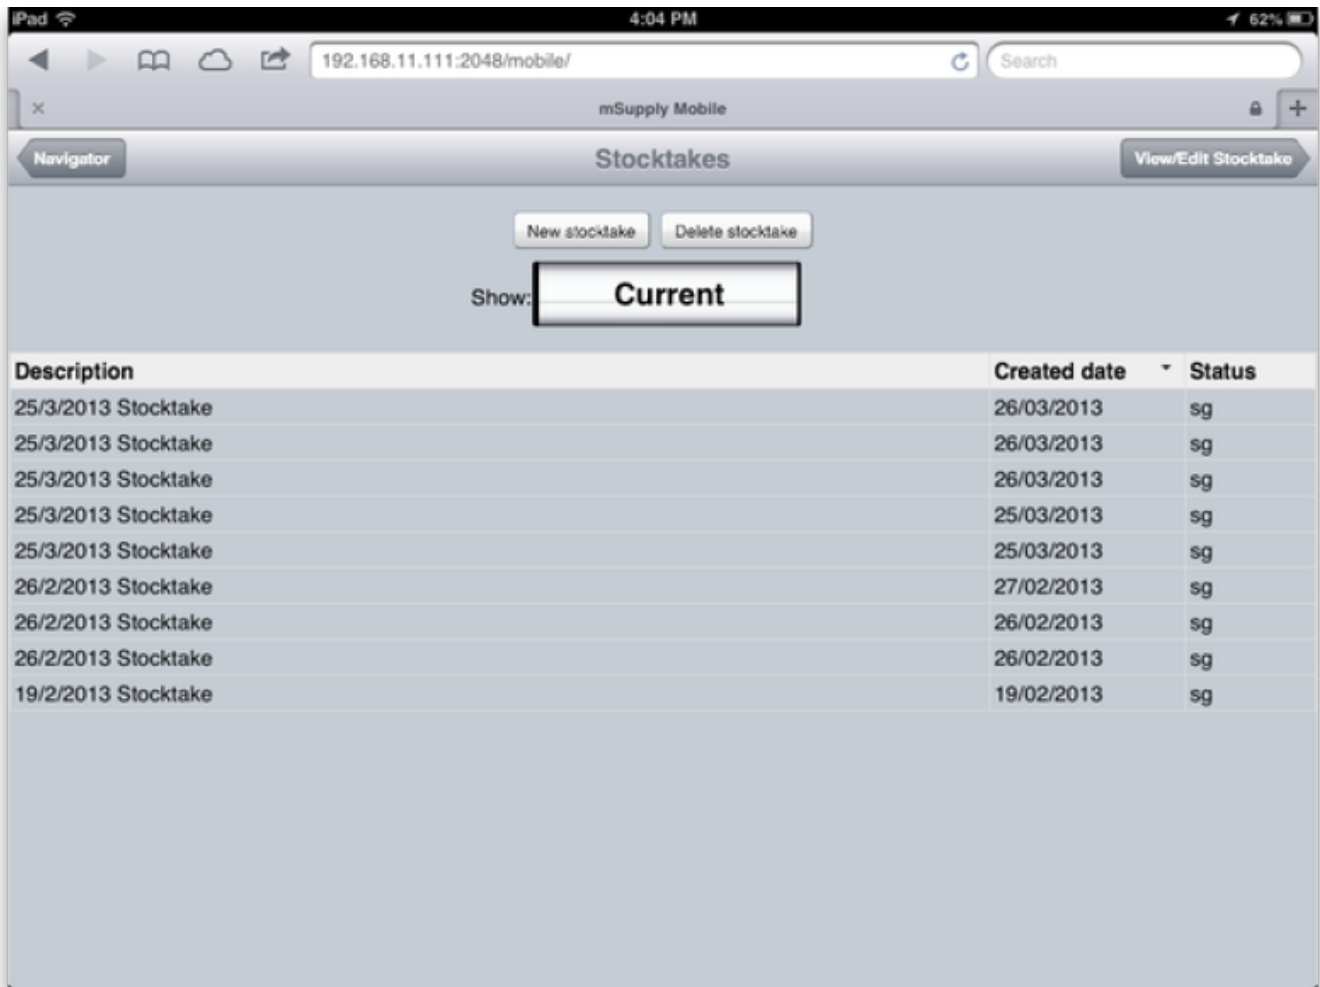 iPad 4:04 PM 62%
192.168.11.111:2048/mobile/ Search
mSupply Mobile
Navigator Stocktakes View/Edit Stocktake
New stocktake Delete stocktake
Show: Current
Description Created date Status
25/3/2013 Stocktake 26/03/2013 sg
25/3/2013 Stocktake 26/03/2013 sg
25/3/2013 Stocktake 26/03/2013 sg
25/3/2013 Stocktake 25/03/2013 sg
25/3/2013 Stocktake 25/03/2013 sg
26/2/2013 Stocktake 27/02/2013 sg
26/2/2013 Stocktake 26/02/2013 sg
26/2/2013 Stocktake 26/02/2013 sg
19/2/2013 Stocktake 19/02/2013 sg